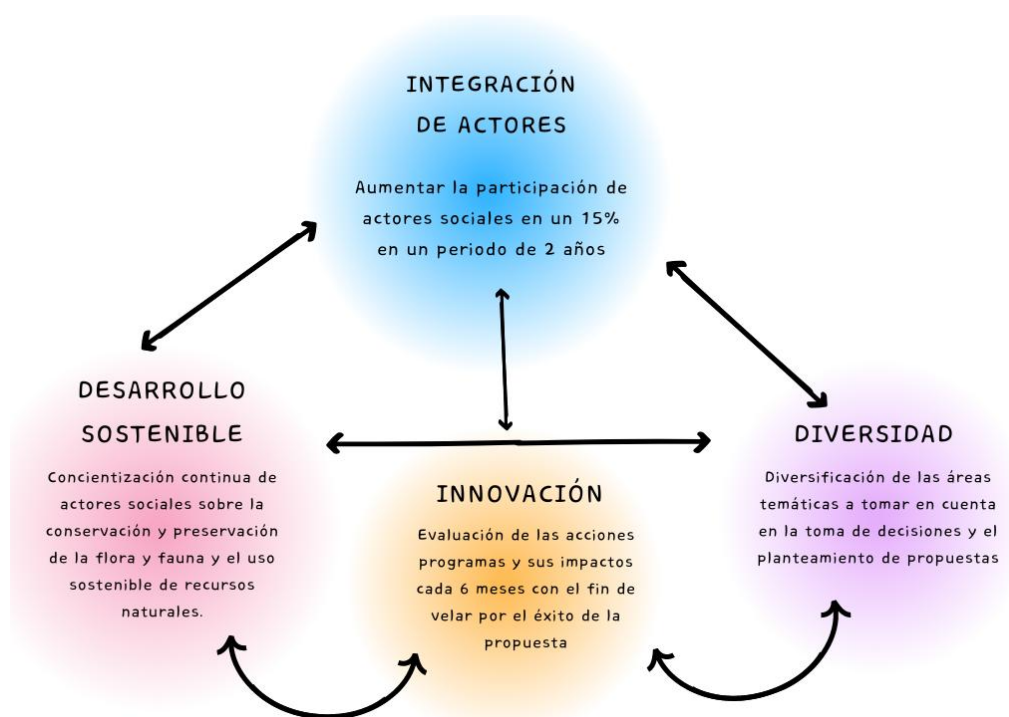 INTEGRACIÓN
DE ACTORES
Aumentar la participación de
actores sociales en un 15%
en un periodo de 2 años
DESARROLLO
SOSTENIBLE
Concientización continua de
actores sociales sobre la
conservación y preservación
de la flora y fauna y el uso
sostenible de recursos
naturales.
INNOVACIÓN
Evaluación de las acciones
programas y sus impactos
cada 6 meses con el fin de
velar por el éxito de la
propuesta
DIVERSIDAD
Diversificación de las áreas
temáticas a tomar en cuenta
en la toma de decisiones y el
planteamiento de propuestas